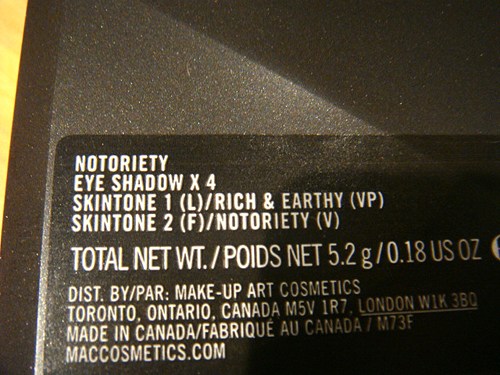 NOTORIETY
EYE SHADOW X 4
SKINTONE 1 (L)/RICH & EARTHY (VP)
SKINTONE 2 (F)/NOTORIETY (V)
TOTAL NET WT./POIDS NET 5.2 g/0.18 US OZ
DIST. BY/PAR: MAKE-UP ART COSMETICS
TORONTO, ONTARIO, CANADA M5V 1R7, LONDON W1K 3BQ
MADE IN CANADA/FABRIQUÉ AU CANADA / M73F
MACCOSMETICS.COM